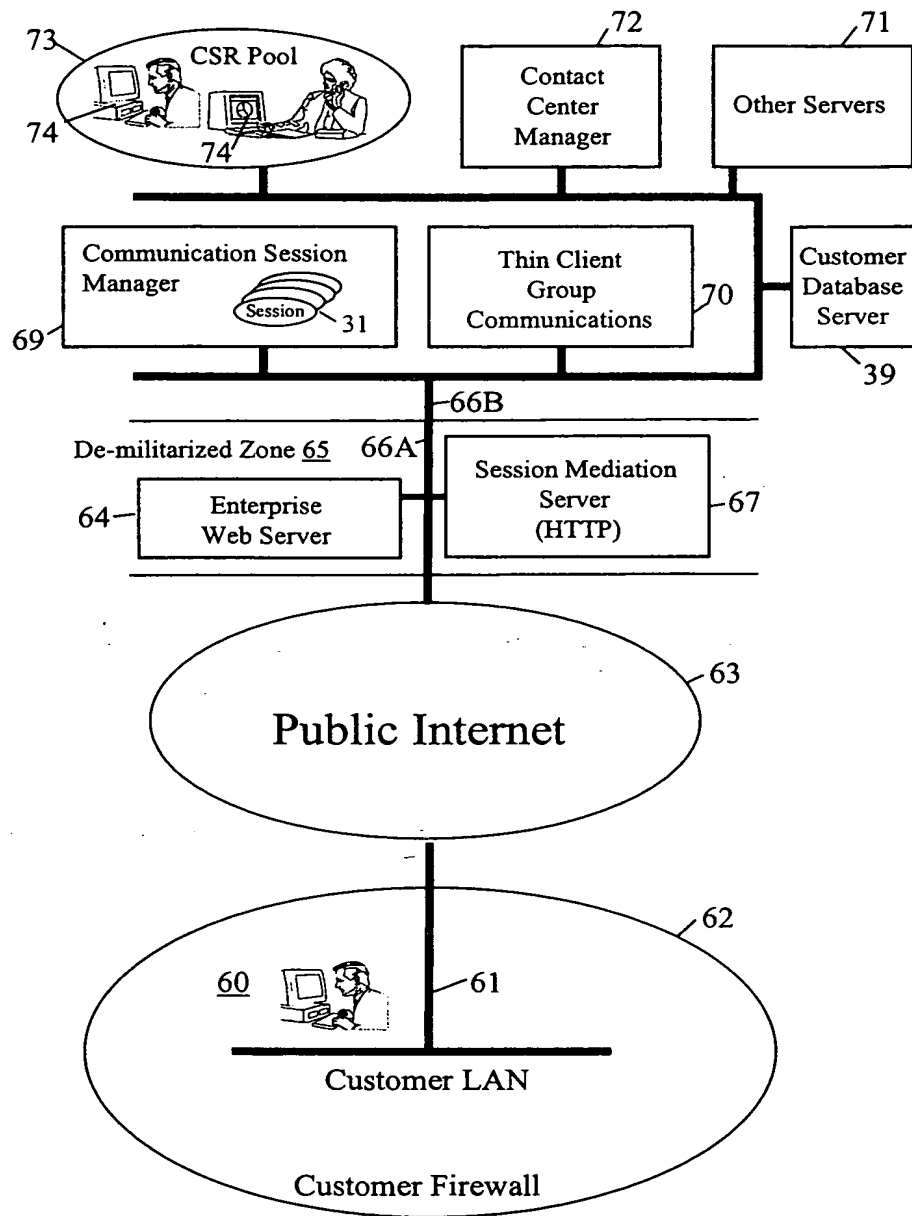 73
CSR Pool
74
74
72
Contact
Center
Manager
71
Other Servers
Communication Session
Manager
Session
31
69
Thin Client
Group
Communications
70
Customer
Database
Server
39
66B
De-militarized Zone 65
66A
64
Enterprise
Web Server
Session Mediation
Server
(HTTP)
67
63
Public Internet
62
60
61
Customer LAN
Customer Firewall